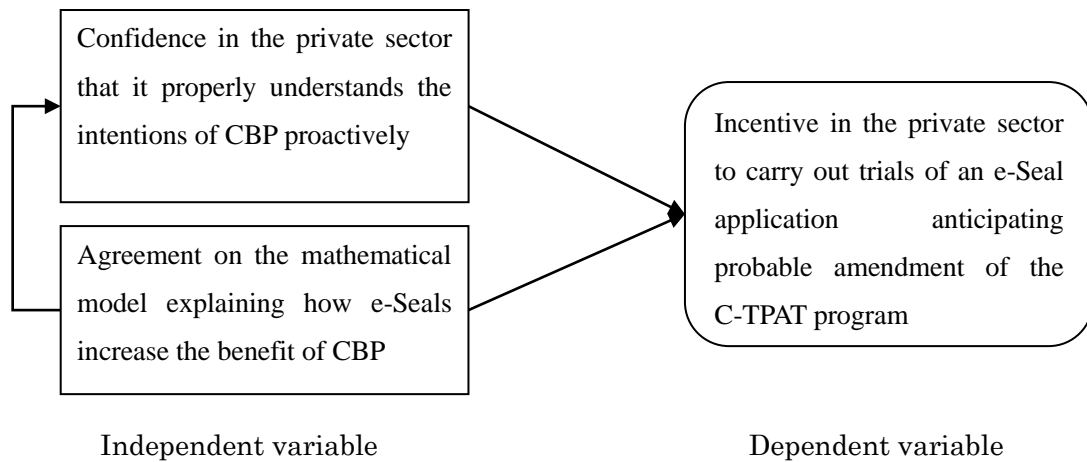 Confidence in the private sector
that it properly understands the
intentions of CBP proactively
Agreement on the mathematical
model explaining how e-Seals
increase the benefit of CBP
Incentive in the private sector
to carry out trials of an e-Seal
application anticipating
probable amendment of the
C-TPAT program
Independent variable
Dependent variable